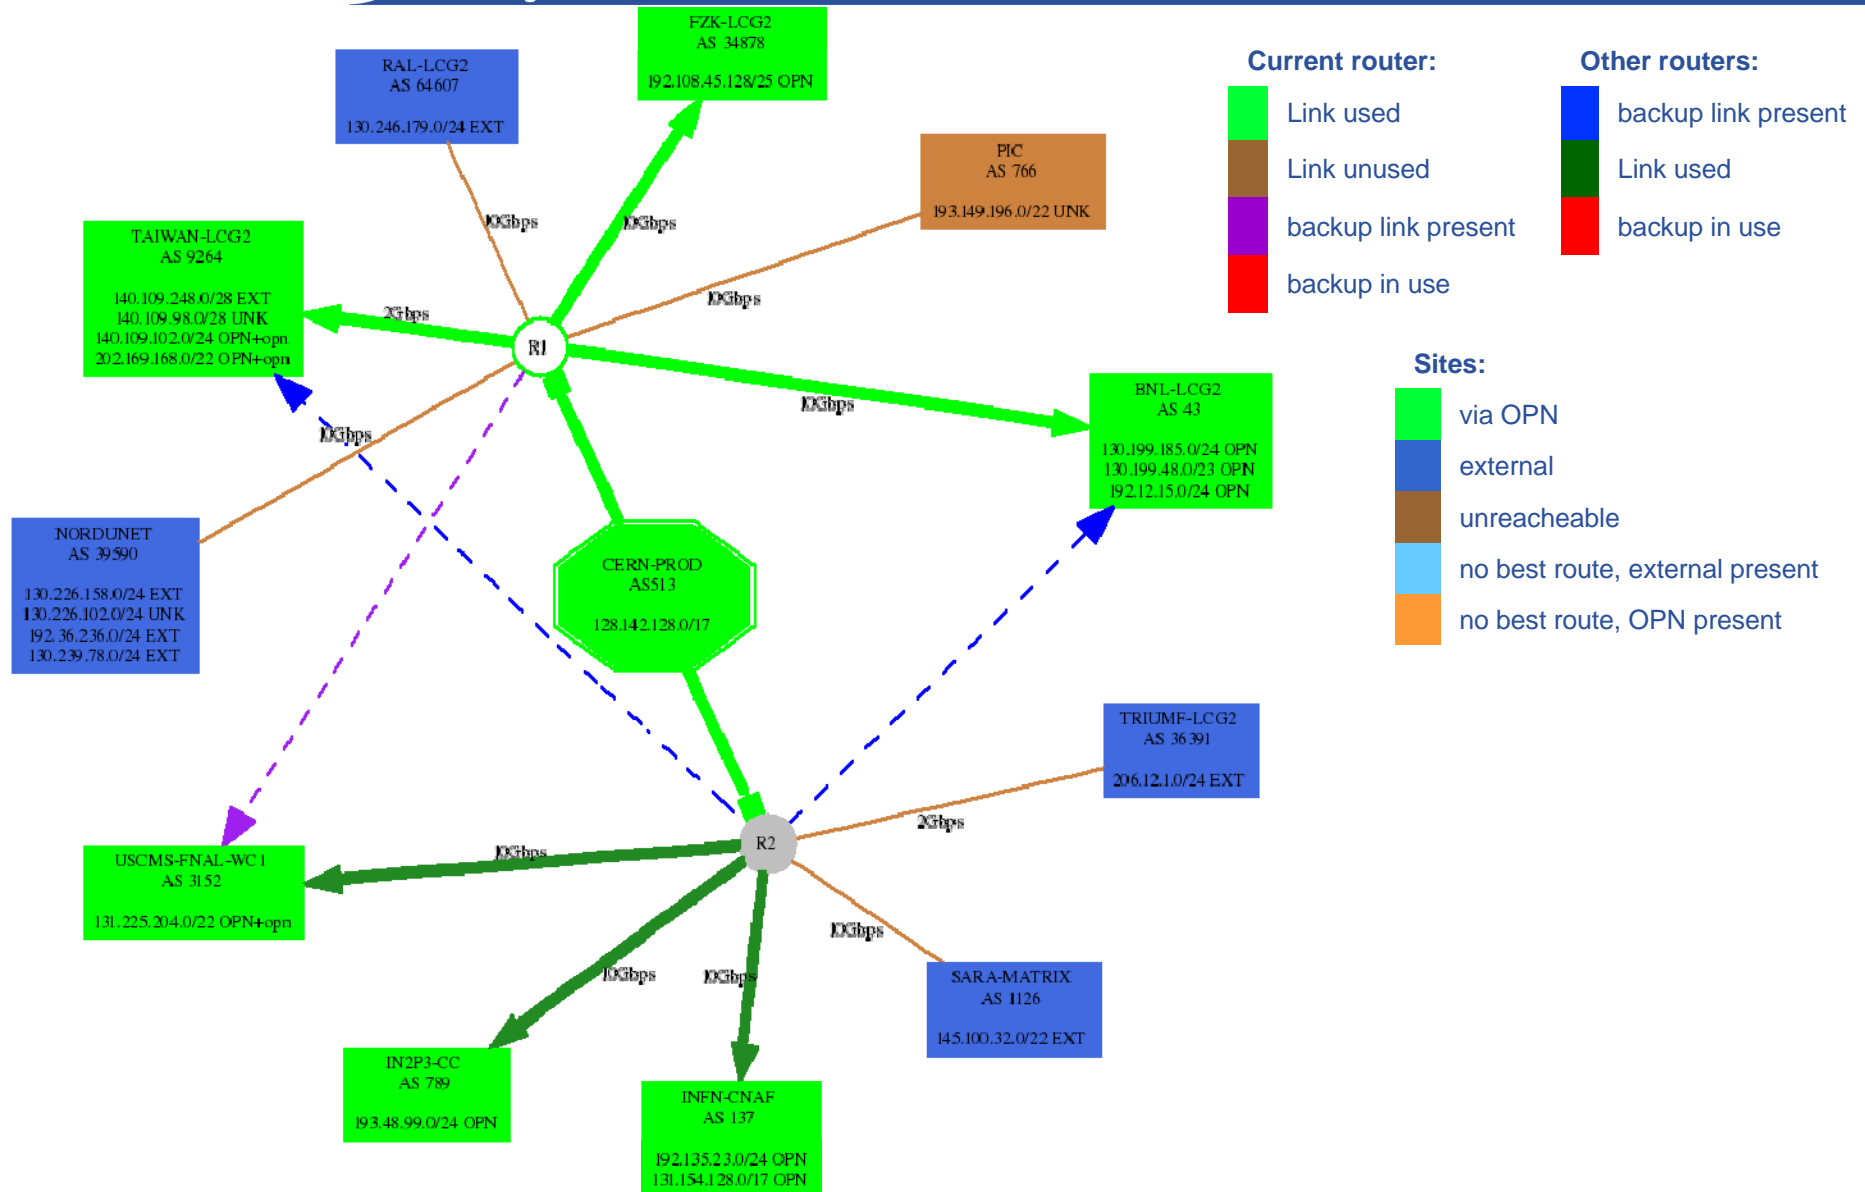 FZK-LCG2
AS 34878
192.108.45.128/25 OPN
RAL-LCG2
AS 64607
130.246.179.0/24 EXT
PIC
AS 766
193.149.196.0/22 UNK
TAIWAN-LCG2
AS 9264
140.109.248.0/28 EXT
140.109.98.0/28 UNK
140.109.102.0/24 OPN+opn
202.169.168.0/22 OPN+opn
10Gbps
10Gbps
10Gbps
2Gbps
R1
10Gbps
10Gbps
BNL-LCG2
AS 43
130.199.185.0/24 OPN
130.199.48.0/23 OPN
192.12.15.0/24 OPN
NORDUNET
AS 39590
130.226.158.0/24 EXT
130.226.102.0/24 UNK
192.36.236.0/24 EXT
130.239.78.0/24 EXT
CERN-PROD
AS513
128.142.128.0/17
TRIUMF-LCG2
AS 36391
206.12.1.0/24 EXT
2Gbps
R2
10Gbps
USCMS-FNAL-WC1
AS 3152
131.225.204.0/22 OPN+opn
10Gbps
10Gbps
10Gbps
SARA-MATRIX
AS 1126
145.100.32.0/22 EXT
IN2P3-CC
AS 789
193.48.99.0/24 OPN
INFN-CNAF
AS 137
192.135.23.0/24 OPN
131.154.128.0/17 OPN
Current router:
Link used
Link unused
backup link present
backup in use
Other routers:
backup link present
Link used
backup in use
Sites:
via OPN
external
unreacheable
no best route, external present
no best route, OPN present